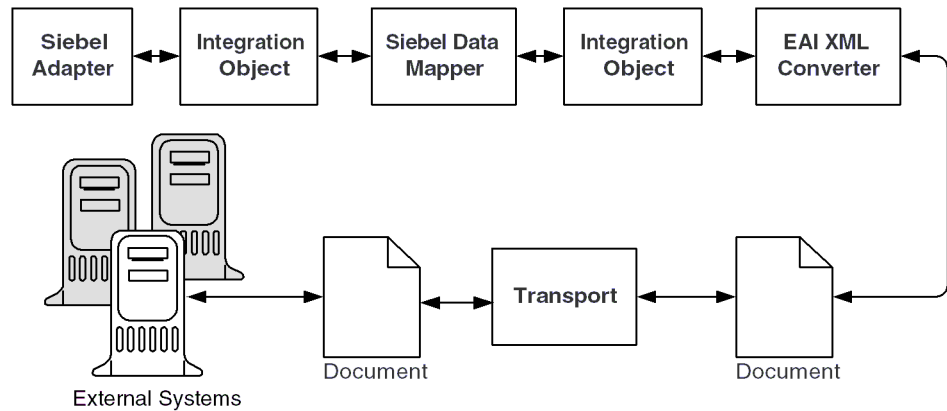 Siebel
Adapter
Integration
Object
Siebel Data
Mapper
Integration
Object
EAI XML
Converter
Transport
Document
Document
External Systems